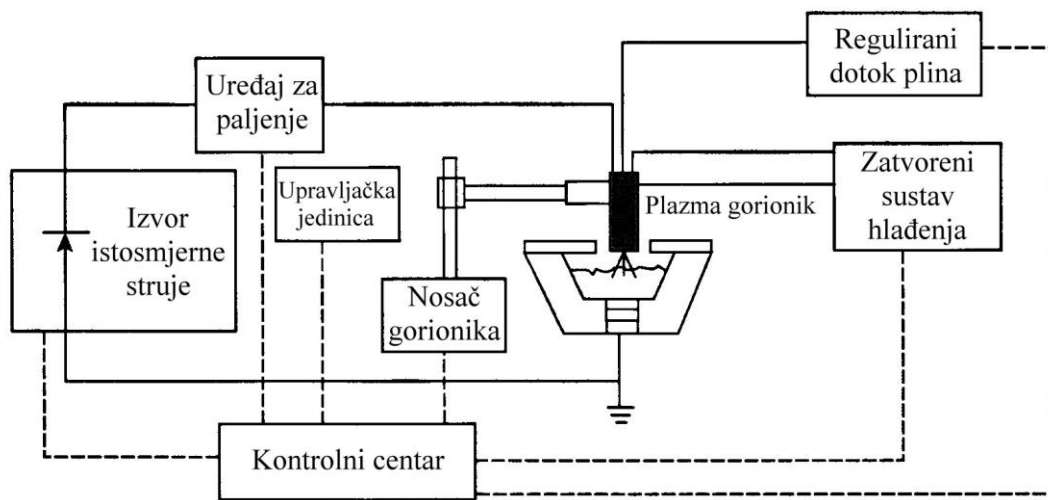 Regulirani
dotok plina
Uređaj za
paljenje
Upravljačka
jedinica
Izvor
istosmjerne
struje
Plazma gorionik
Zatvoreni
sustav
hlađenja
Nosač
gorionika
Kontrolni centar